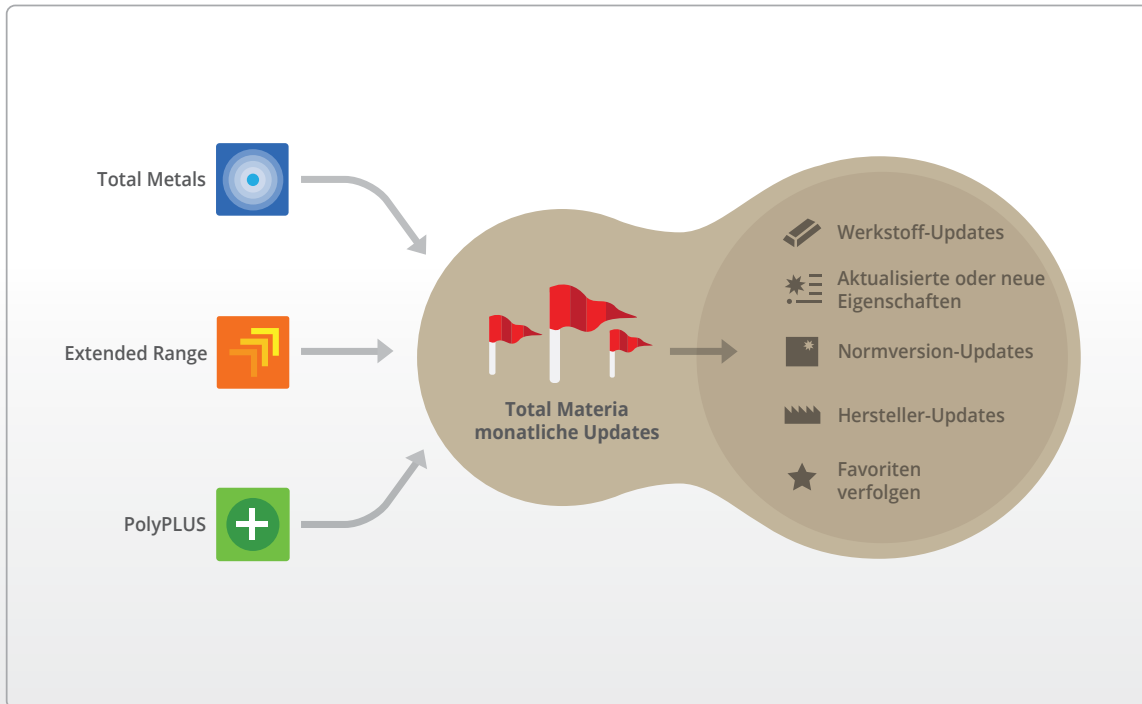 Total Metals
Extended Range
PolyPLUS
Total Materia
monatliche Updates
Werkstoff-Updates
Aktualisierte oder neue
Eigenschaften
Normversion-Updates
Hersteller-Updates
Favoriten
verfolgen